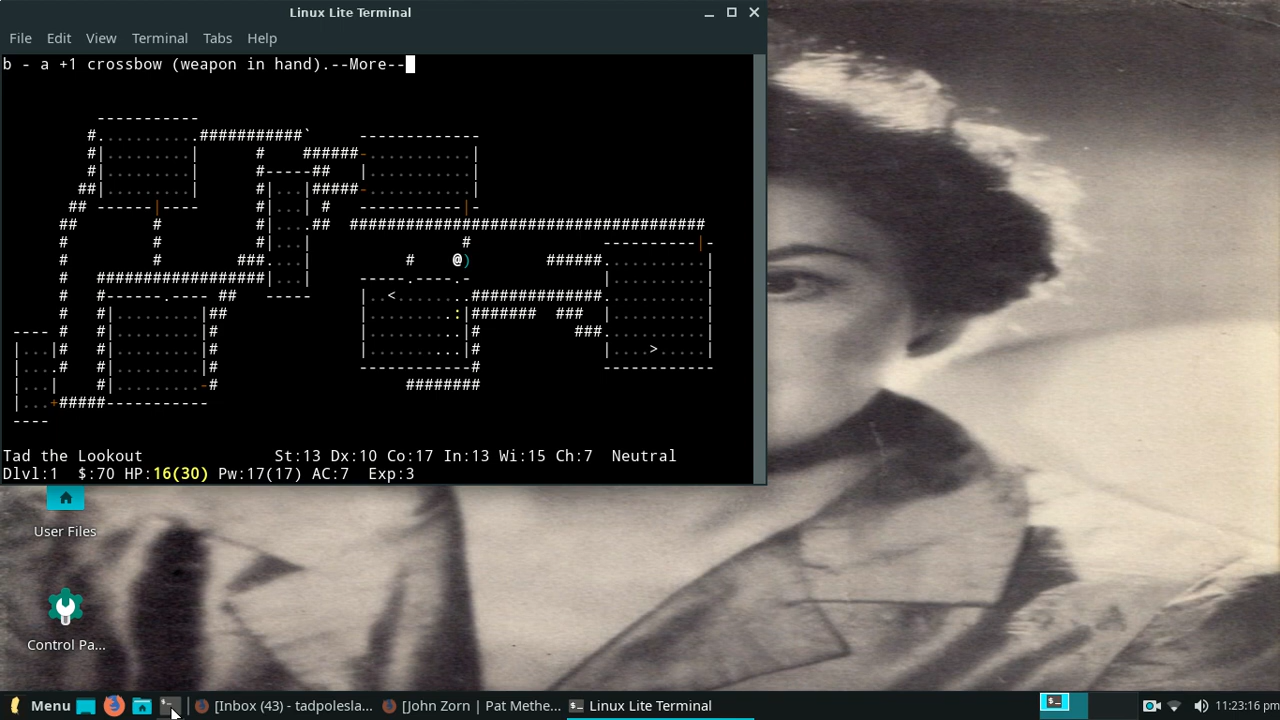 Linux Lite Terminal
File Edit View Terminal Tabs Help
b - a +1 crossbow (weapon in hand).--More--
-----------
#...........###########` -------------
#|..........| # ######-...........|
#|..........| #-----## |...........|
##|..........| #|...|#####-...........|
## ------|---- #|...| # -----------|-
## # #|....## #######################################
# # #|...| # ----------|-
# # ###....| # @) ######...........|
# ################## |...| -----.----.- |..........|
# #------.---- ## ----- |..<........################...........|
# #|..........|## |.........:|####### ### |..........|
---- # #|..........|# |..........|# ###...........|
|...|# #|..........|# |..........|# |....>.....|
|....# #|..........|# ------------# ------------
|...| #|..........-# ########
|...+#####-----------
----
Tad the Lookout St:13 Dx:10 Co:17 In:13 Wi:15 Ch:7 Neutral
Dlvl:1 $:70 HP:16(30) Pw:17(17) AC:7 Exp:3
User Files
Control Pa...
Menu [Inbox (43) - tadpolesla... [John Zorn | Pat Methe... Linux Lite Terminal 11:23:16 pm